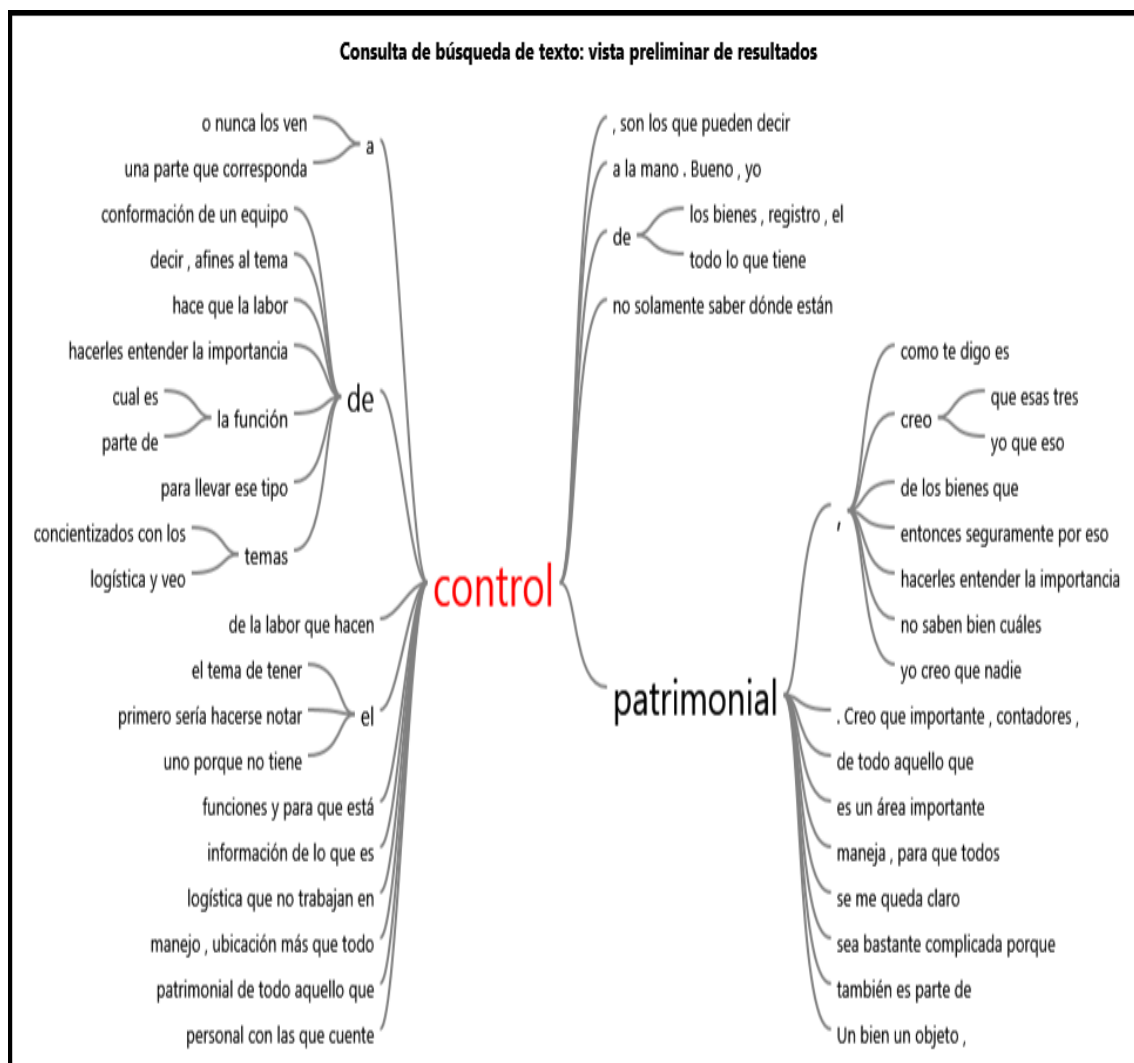 Consulta de búsqueda de texto: vista preliminar de resultados
o nunca los ven
una parte que corresponda
a
conformación de un equipo
decir , afines al tema
hace que la labor
hacerles entender la importancia
cual es
parte de
la función
para llevar ese tipo
concientizados con los
logística y veo
temas
de
de la labor que hacen
el tema de tener
primero sería hacerse notar
uno porque no tiene
el
funciones y para que está
información de lo que es
logística que no trabajan en
manejo , ubicación más que todo
patrimonial de todo aquello que
personal con las que cuente
control
, son los que pueden decir
a la mano . Bueno , yo
de
los bienes , registro , el
todo lo que tiene
no solamente saber dónde están
patrimonial
,
como te digo es
creo
que esas tres
yo que eso
de los bienes que
entonces seguramente por eso
hacerles entender la importancia
no saben bien cuáles
yo creo que nadie
. Creo que importante , contadores ,
de todo aquello que
es un área importante
maneja , para que todos
se me queda claro
sea bastante complicada porque
también es parte de
Un bien un objeto ,